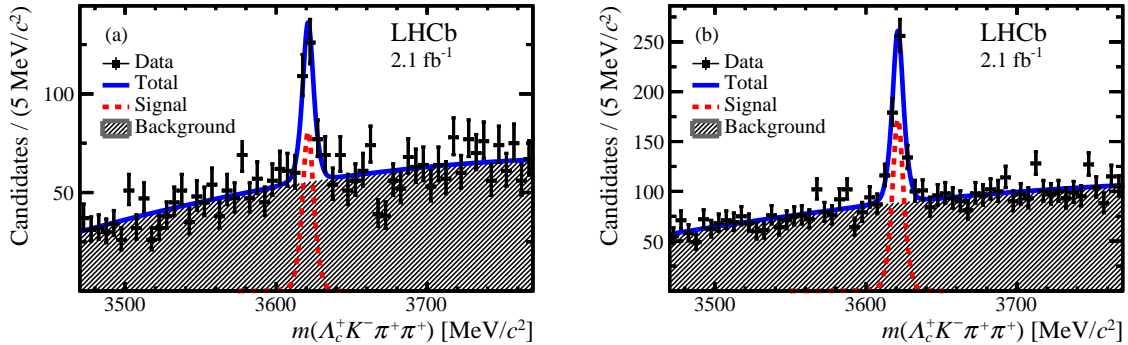 Candidates / (5 MeV/c²)
(a)
LHCb
2.1 fb⁻¹
Data
Total
Signal
Background
100
50
3500
3600
3700
m(Λc⁺K⁻π⁺π⁺) [MeV/c²]
Candidates / (5 MeV/c²)
(b)
LHCb
2.1 fb⁻¹
Data
Total
Signal
Background
250
200
150
100
50
3500
3600
3700
m(Λc⁺K⁻π⁺π⁺) [MeV/c²]